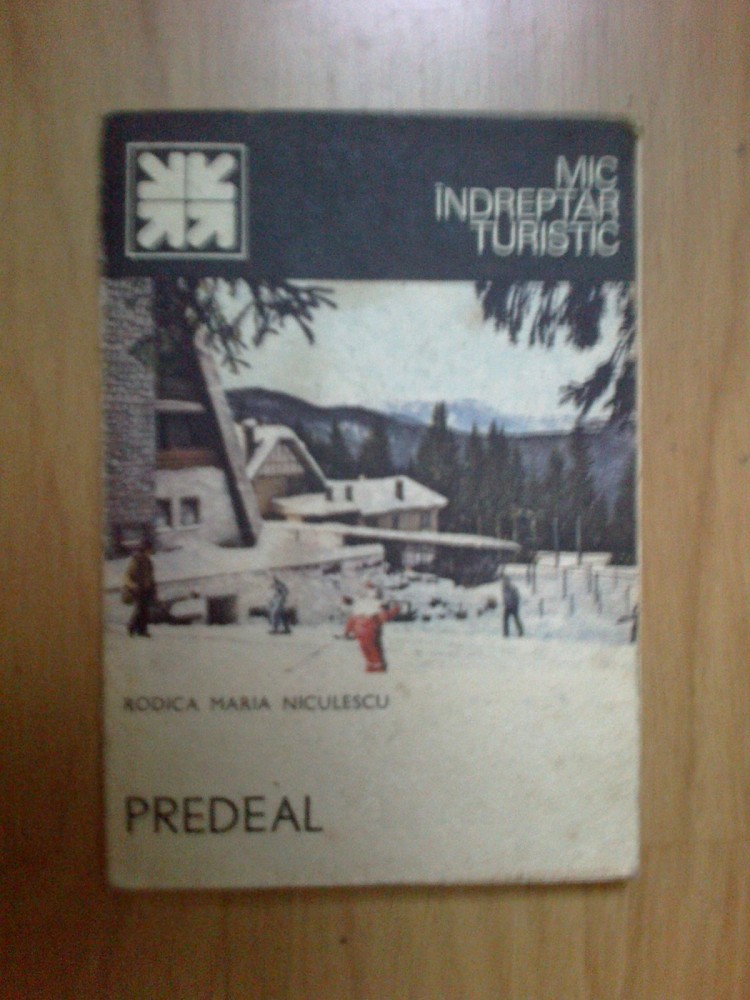 MIC
ÎNDREPTAR
TURISTIC
RODICA MARIA NICULESCU
PREDEAL